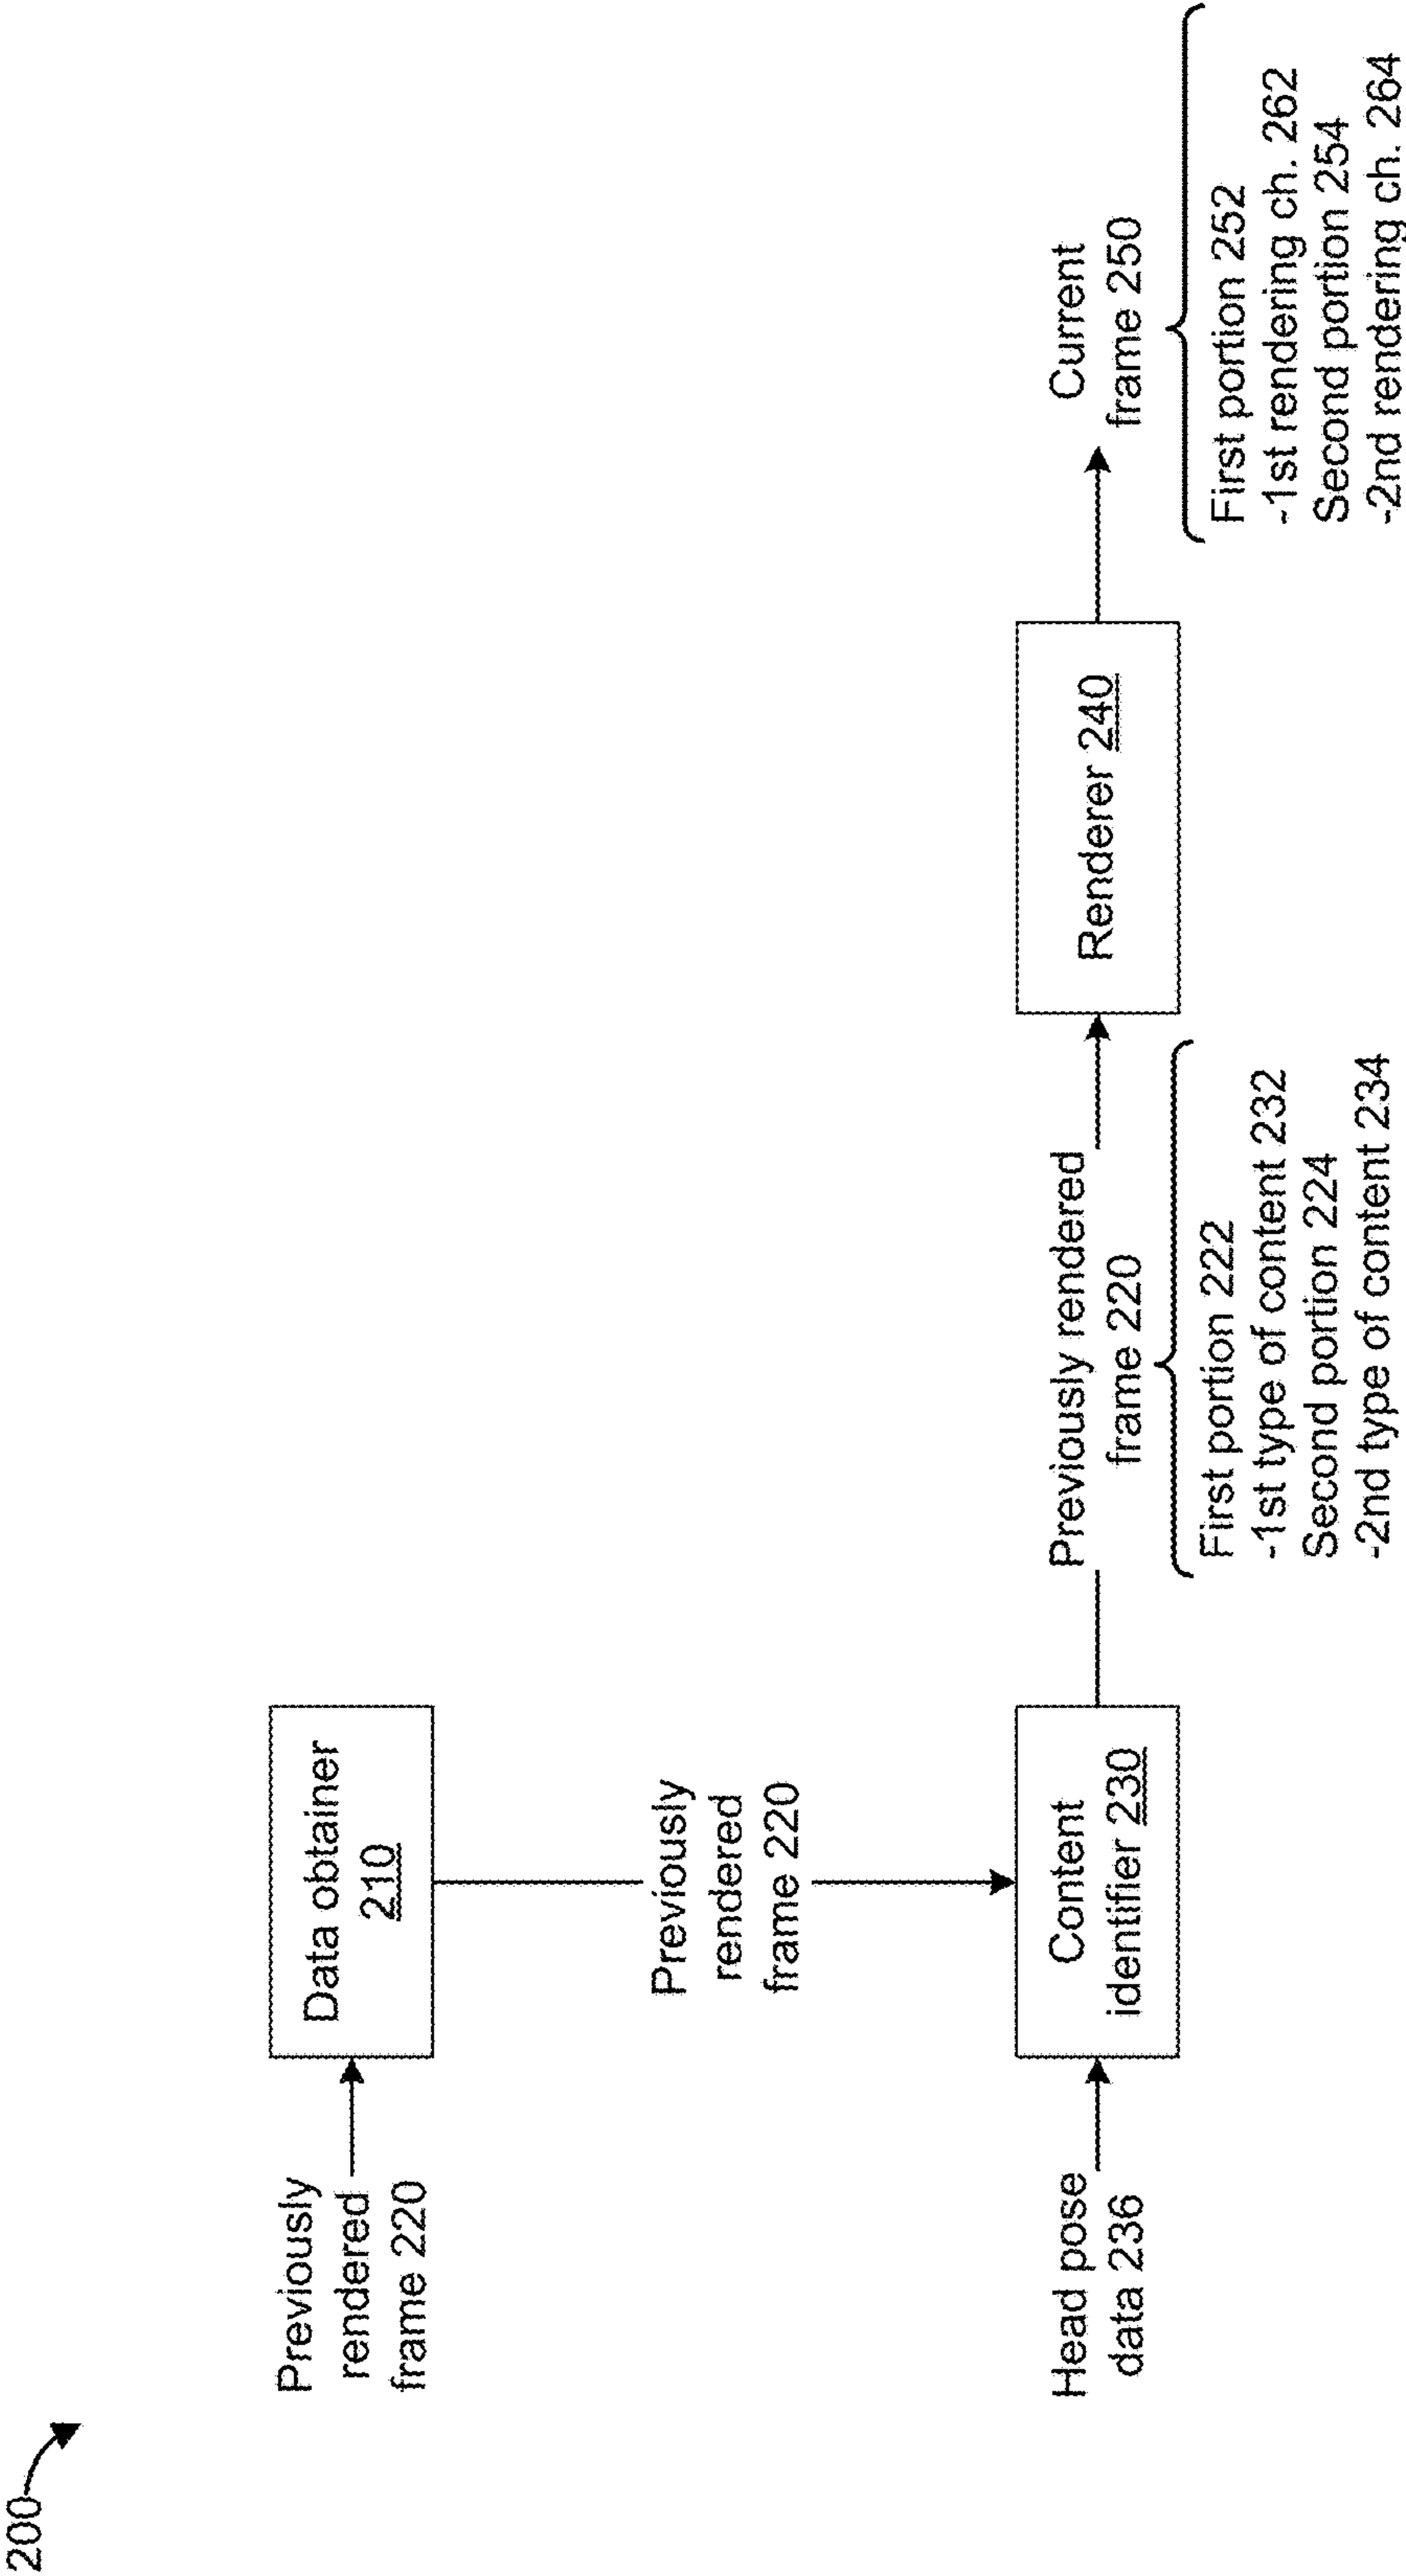 200
Previously
rendered
frame 220
Data obtainer
210
Previously
rendered
frame 220
Head pose
data 236
Content
identifier 230
Previously rendered
frame 220
First portion 222
-1st type of content 232
Second portion 224
-2nd type of content 234
Renderer 240
Current
frame 250
First portion 252
-1st rendering ch. 262
Second portion 254
-2nd rendering ch. 264